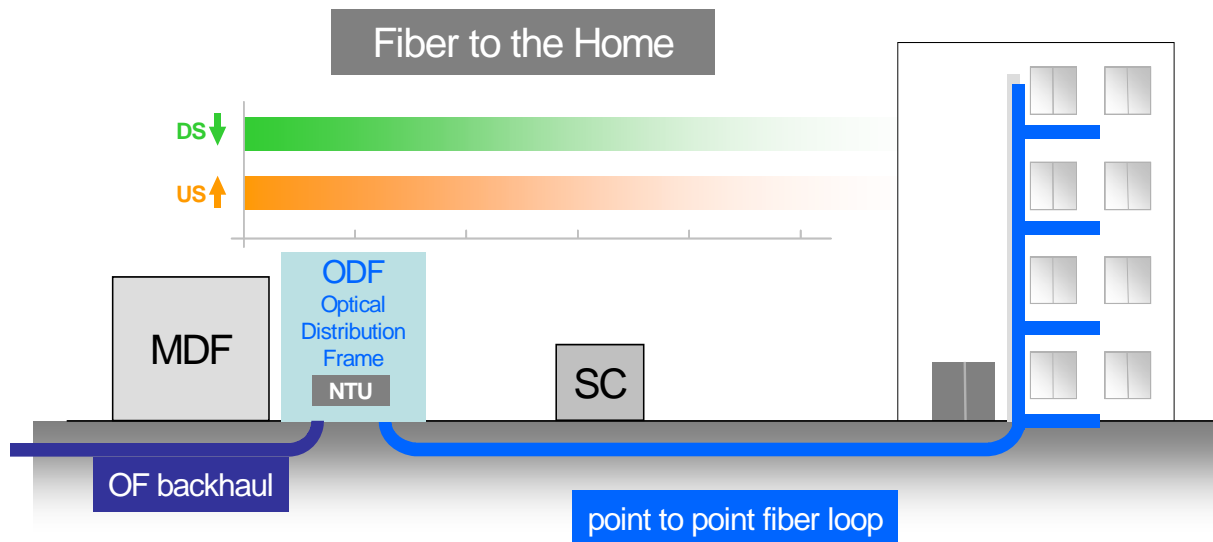 Fiber to the Home
DS
US
ODF
Optical
Distribution
Frame
NTU
MDF
SC
OF backhaul
point to point fiber loop